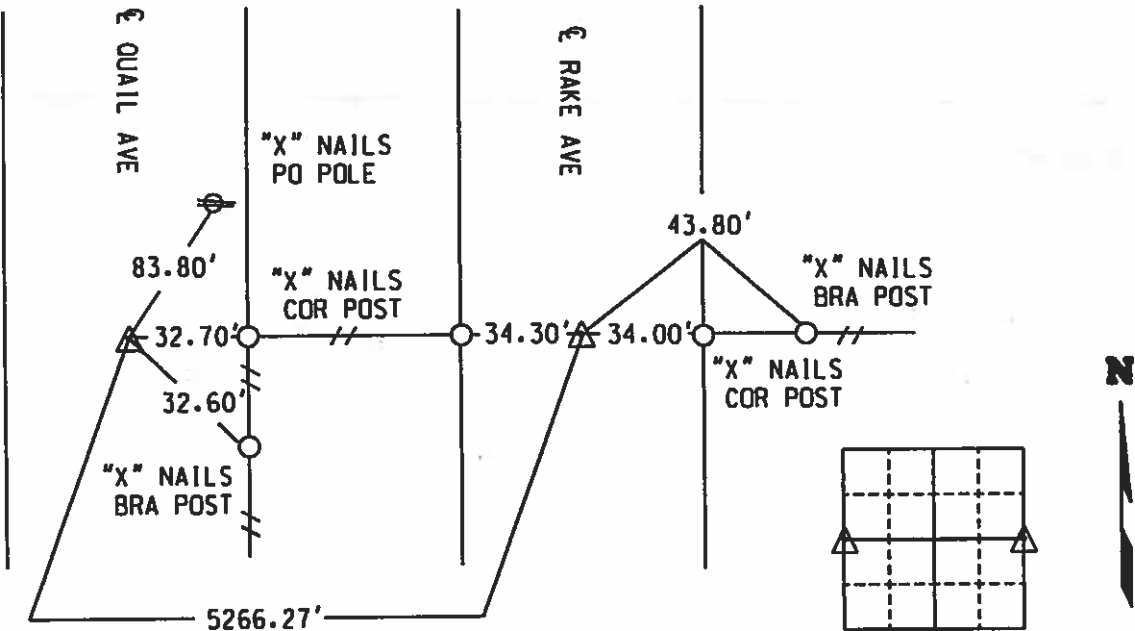 ℄ QUAIL AVE
℄ RAKE AVE
"X" NAILS
PO POLE
43.80'
83.80'
"X" NAILS
COR POST
"X" NAILS
BRA POST
32.70'
34.30'
34.00'
"X" NAILS
COR POST
32.60'
"X" NAILS
BRA POST
N
5266.27'